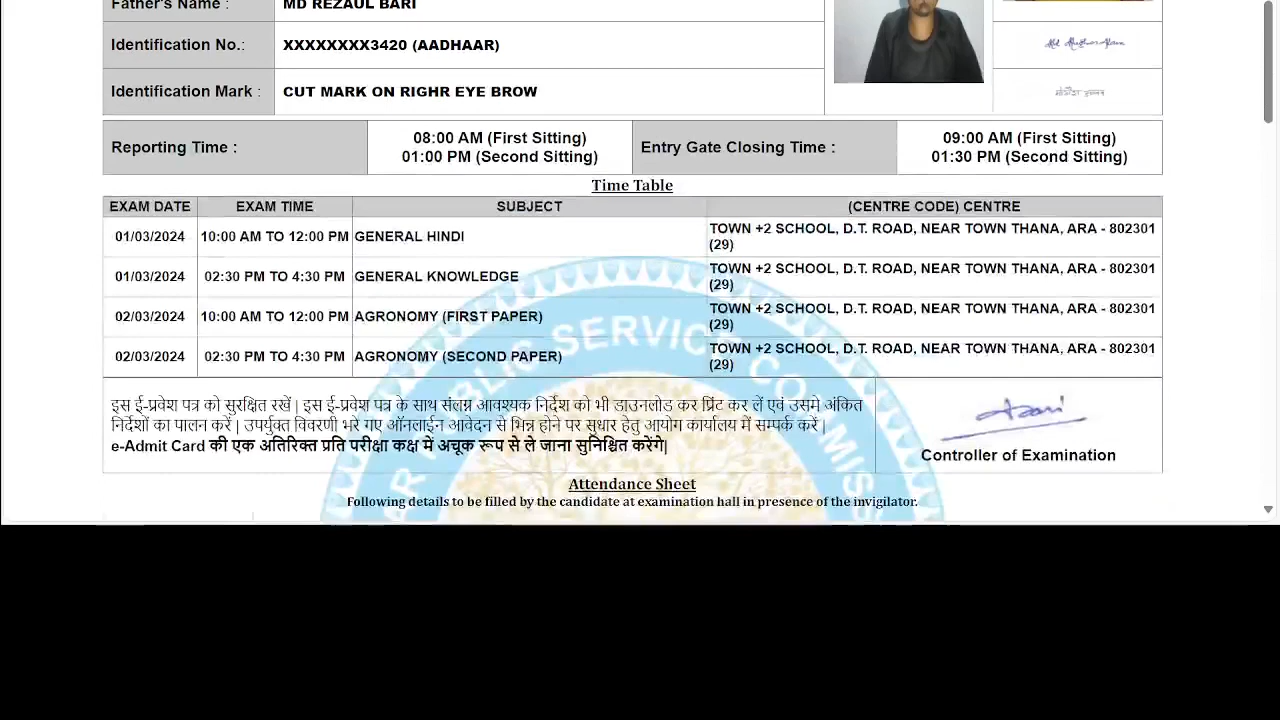 Father's Name : MD REZAUL BARI
Identification No.: XXXXXXXX3420 (AADHAAR)
Identification Mark : CUT MARK ON RIGHR EYE BROW
Reporting Time : 08:00 AM (First Sitting) Entry Gate Closing Time : 09:00 AM (First Sitting)
01:00 PM (Second Sitting) 01:30 PM (Second Sitting)
Time Table
EXAM DATE EXAM TIME SUBJECT (CENTRE CODE) CENTRE
01/03/2024 10:00 AM TO 12:00 PM GENERAL HINDI TOWN +2 SCHOOL, D.T. ROAD, NEAR TOWN THANA, ARA - 802301
(29)
01/03/2024 02:30 PM TO 4:30 PM GENERAL KNOWLEDGE TOWN +2 SCHOOL, D.T. ROAD, NEAR TOWN THANA, ARA - 802301
(29)
02/03/2024 10:00 AM TO 12:00 PM AGRONOMY (FIRST PAPER) TOWN +2 SCHOOL, D.T. ROAD, NEAR TOWN THANA, ARA - 802301
(29)
02/03/2024 02:30 PM TO 4:30 PM AGRONOMY (SECOND PAPER) TOWN +2 SCHOOL, D.T. ROAD, NEAR TOWN THANA, ARA - 802301
(29)
इस ई-प्रवेश पत्र को सुरक्षित रखें | इस ई-प्रवेश पत्र के साथ संलग्न आवश्यक निर्देश को भी डाउनलोड कर प्रिंट कर लें एवं उसमे अंकित
निर्देशों का पालन करें | उपर्युक्त विवरणी भरे गए ऑनलाईन आवेदन से भिन्न होने पर सुधार हेतु आयोग कार्यालय में सम्पर्क करें |
e-Admit Card की एक अतिरिक्त प्रति परीक्षा कक्ष में अचूक रूप से ले जाना सुनिश्चित करेंगे|
Controller of Examination
Attendance Sheet
Following details to be filled by the candidate at examination hall in presence of the invigilator.
PUBLIC SERVICE COMMISS